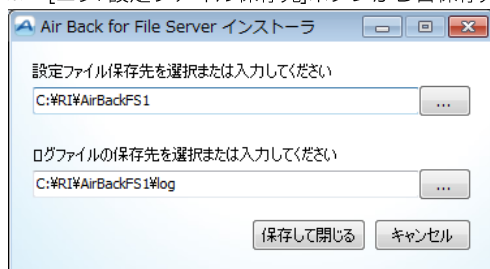 Air Back for File Server インストーラ
設定ファイル保存先を選択または入力してください
C:¥RI¥AirBackFS1
...
ログファイルの保存先を選択または入力してください
C:¥RI¥AirBackFS1¥log
...
保存して閉じる
キャンセル